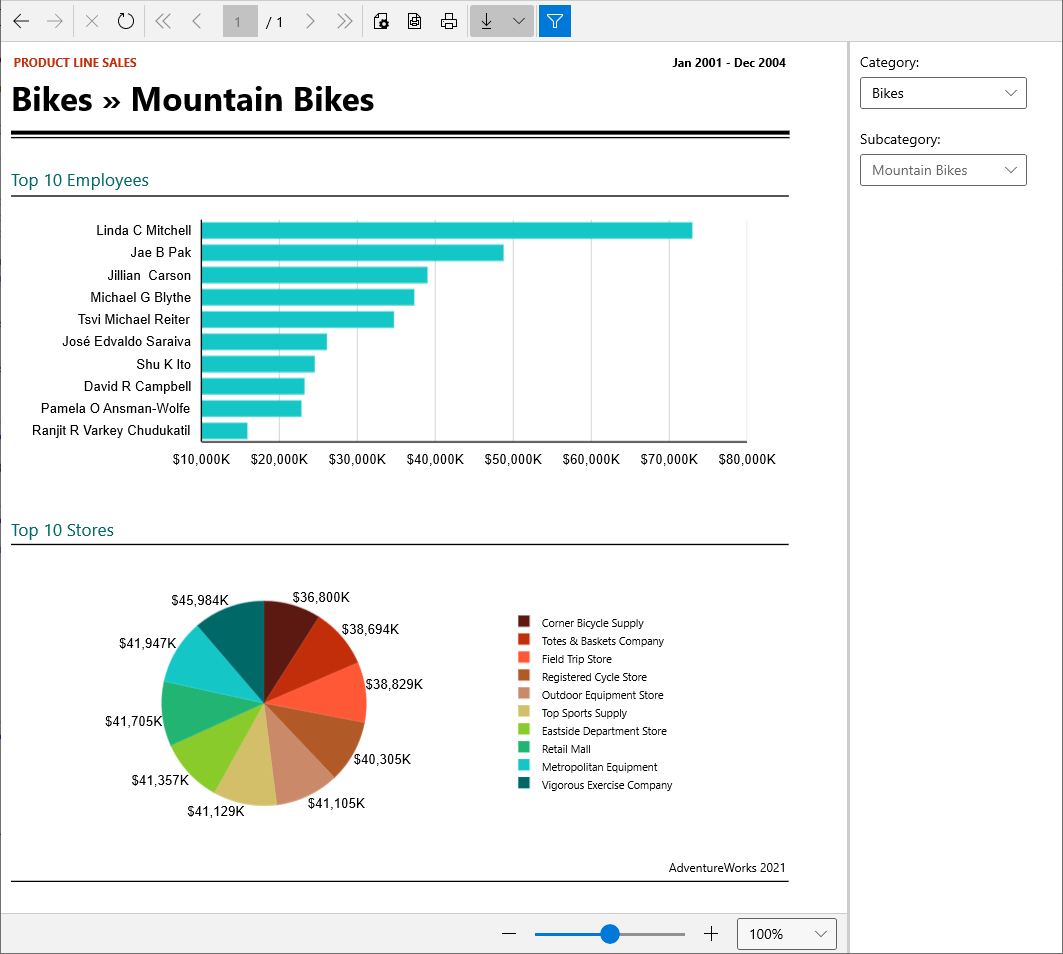 1 / 1
PRODUCT LINE SALES
Jan 2001 - Dec 2004
Bikes » Mountain Bikes
Category:
Bikes
Subcategory:
Mountain Bikes
Top 10 Employees
Linda C Mitchell
Jae B Pak
Jillian  Carson
Michael G Blythe
Tsvi Michael Reiter
José Edvaldo Saraiva
Shu K Ito
David R Campbell
Pamela O Ansman-Wolfe
Ranjit R Varkey Chudukatil
$10,000K $20,000K $30,000K $40,000K $50,000K $60,000K $70,000K $80,000K
Top 10 Stores
$45,984K
$36,800K
$38,694K
$41,947K
$38,829K
$41,705K
$40,305K
$41,357K
$41,105K
$41,129K
Corner Bicycle Supply
Totes & Baskets Company
Field Trip Store
Registered Cycle Store
Outdoor Equipment Store
Top Sports Supply
Eastside Department Store
Retail Mall
Metropolitan Equipment
Vigorous Exercise Company
AdventureWorks 2021
100%